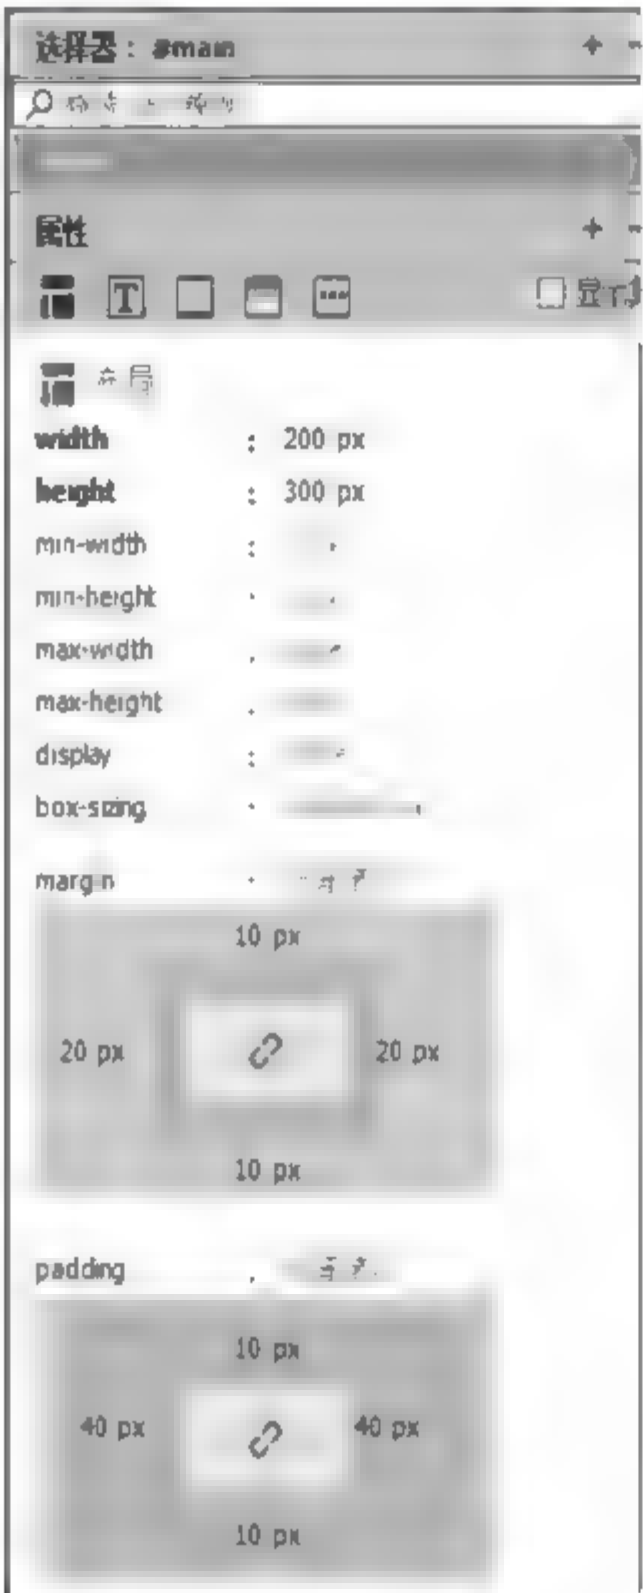 选择器：#main
属性
布局
width : 200 px
height : 300 px
min-width :
min-height :
max-width :
max-height :
display :
box-sizing :
margin :
10 px
20 px 20 px
10 px
padding :
10 px
40 px 40 px
10 px